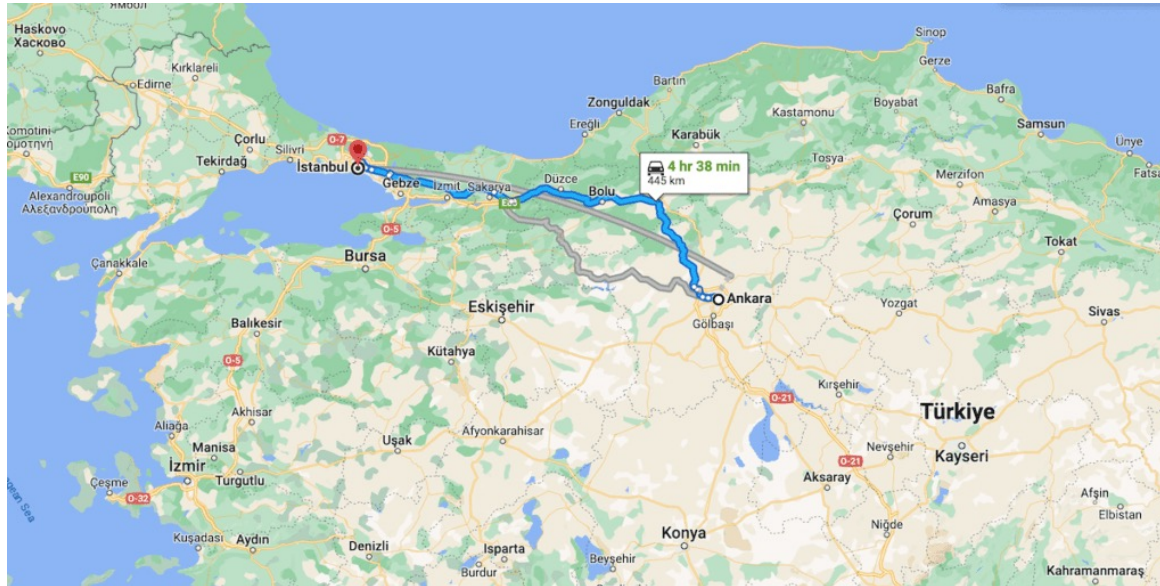 ямбол
Haskovo
Хасково
Kırklareli
Edirne
Komotini
Κομοτηνή
E90
Alexandroupoli
Αλεξανδρούπολη
Çorlu
Silivri
Tekirdağ
O-7
İstanbul
Gebze
İzmit
Sakarya
Düzce
Bolu
Ereğli
Zonguldak
Bartın
Karabük
Kastamonu
Sinop
Gerze
Boyabat
Bafra
Samsun
Ünye
Fatsa
Tosya
Merzifon
Amasya
Çorum
Tokat
4 hr 38 min
445 km
O-5
Bursa
Çanakkale
Balıkesir
O-5
Eskişehir
Kütahya
Ankara
Gölbaşı
Yozgat
Sivas
Kırşehir
O-21
Türkiye
Akhisar
Aliağa
Manisa
İzmir
Turgutlu
Çeşme
O-32
Uşak
Afyonkarahisar
Nevşehir
Kayseri
O-21
Aksaray
Afşin
Elbistan
Niğde
Konya
Kuşadası
Aydın
Denizli
Isparta
Burdur
Beyşehir
Kahramanmaraş